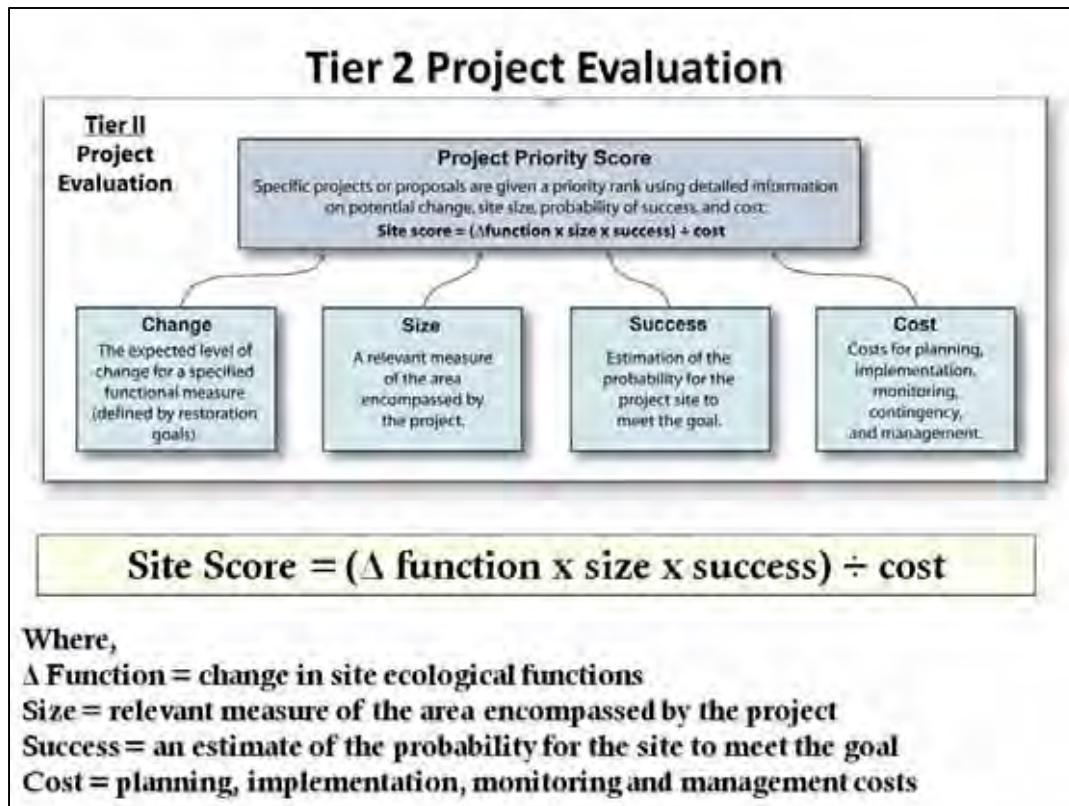 Tier 2 Project Evaluation
Tier II
Project
Evaluation
Project Priority Score
Specific projects or proposals are given a priority rank using detailed information
on potential change, site size, probability of success, and cost:
Site score = (Δfunction x size x success) ÷ cost
Change
The expected level of
change for a specified
functional measure
(defined by restoration
goals)
Size
A relevant measure
of the area
encompassed by
the project.
Success
Estimation of the
probability for the
project site to
meet the goal.
Cost
Costs for planning,
implementation,
monitoring,
contingency,
and management.
Site Score = (Δ function x size x success) ÷ cost
Where,
Δ Function = change in site ecological functions
Size = relevant measure of the area encompassed by the project
Success = an estimate of the probability for the site to meet the goal
Cost = planning, implementation, monitoring and management costs